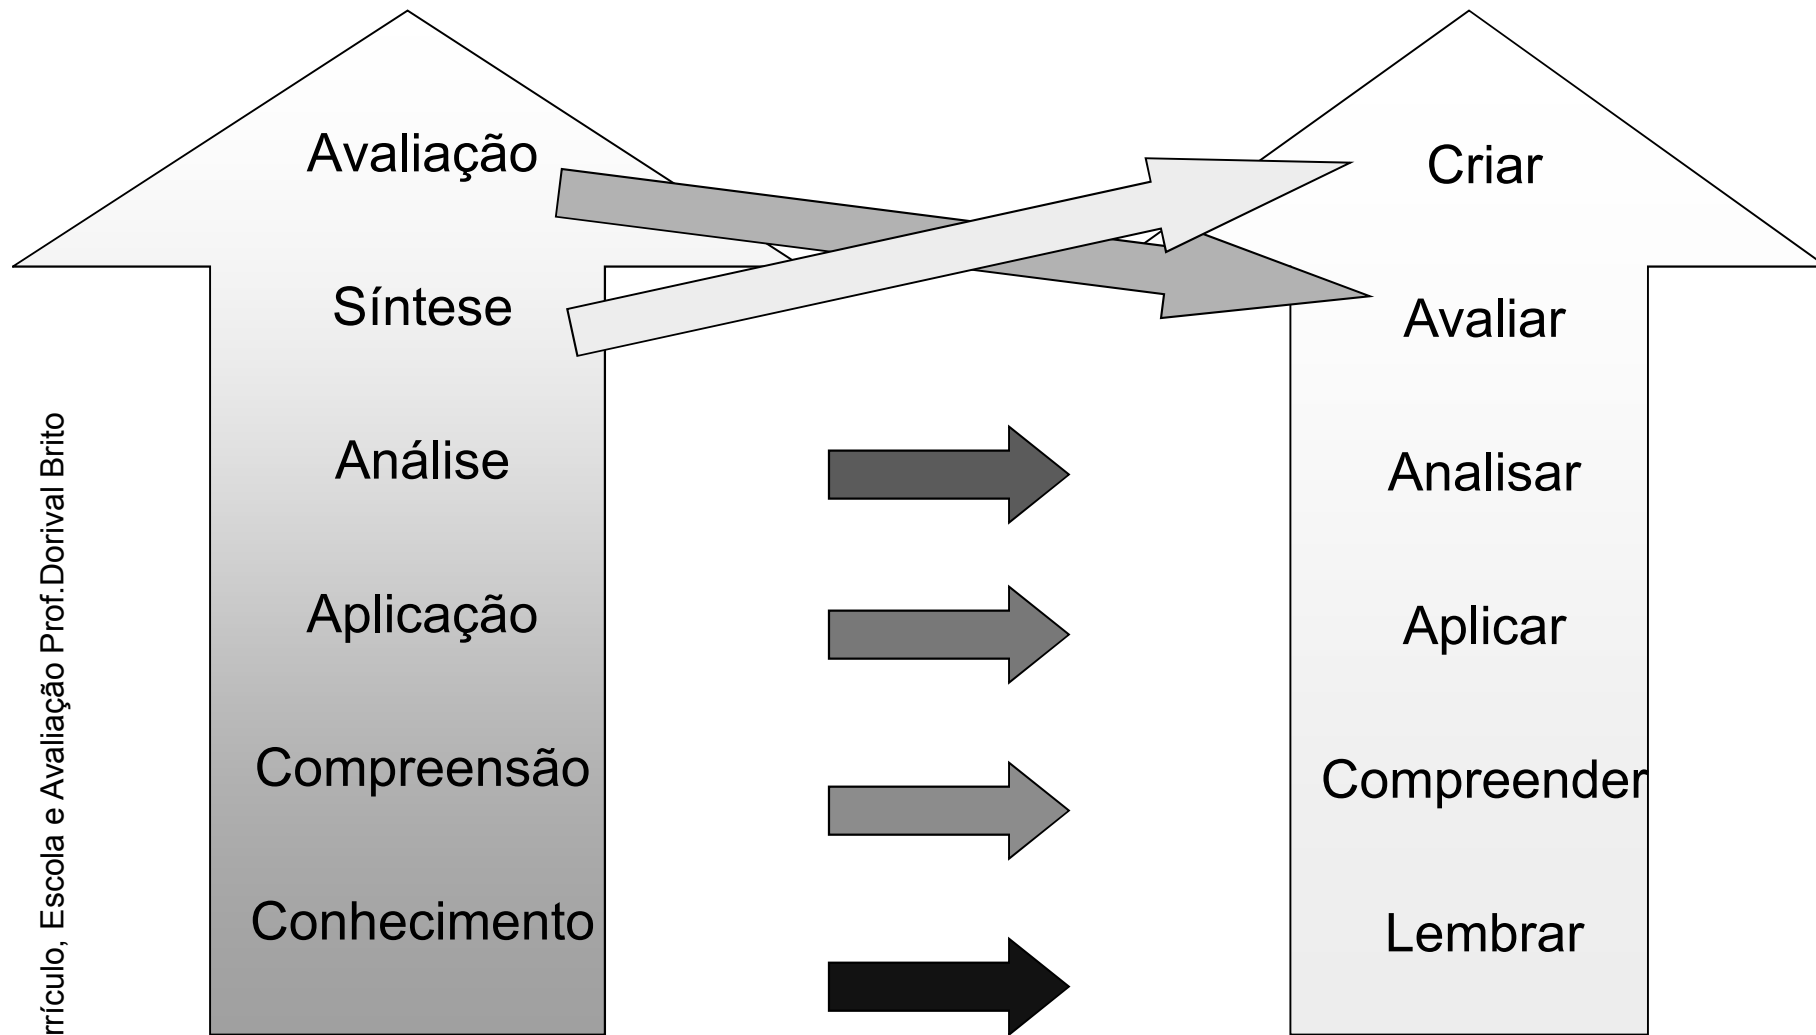 Avaliação
Síntese
Análise
Aplicação
Compreensão
Conhecimento
Criar
Avaliar
Analisar
Aplicar
Compreender
Lembrar
Escola e Avaliação Prof.Dorival Brito